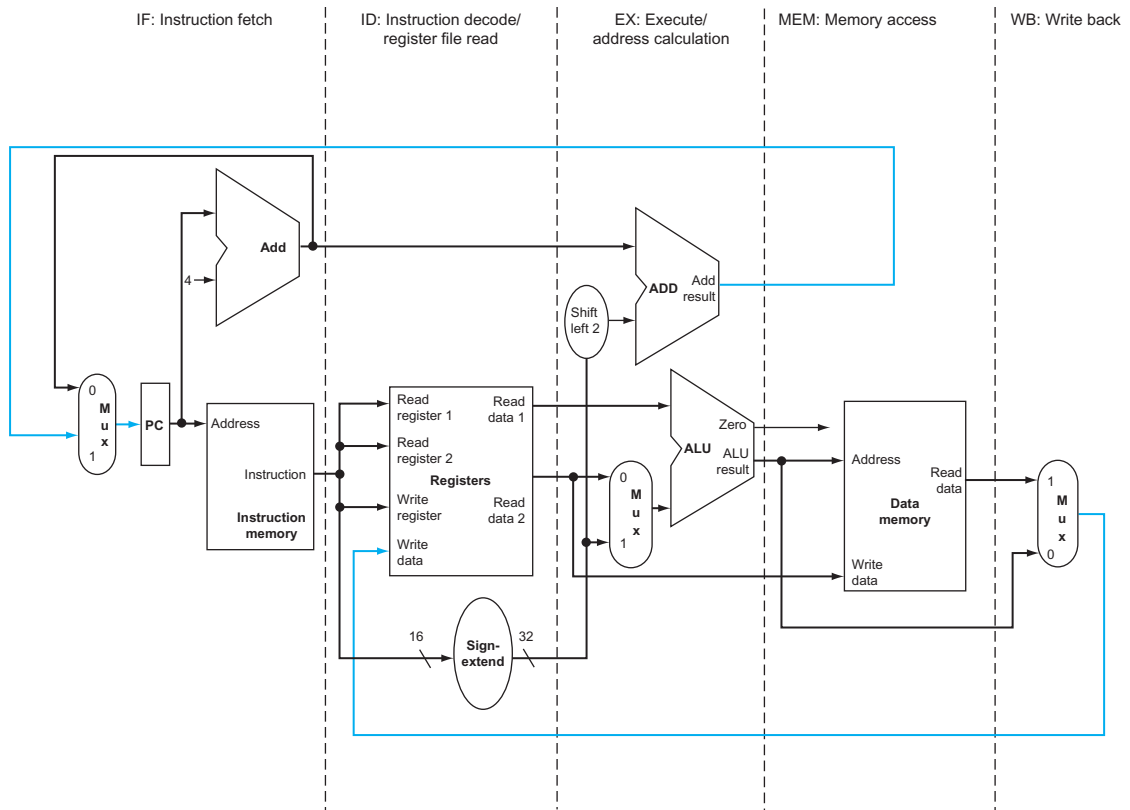 IF: Instruction fetch
ID: Instruction decode/
register file read
EX: Execute/
address calculation
MEM: Memory access
WB: Write back
Add
4
ADD
Add
result
Shift
left 2
0
M
u
x
1
PC
Address
Instruction
Instruction
memory
Read
register 1
Read
register 2
Write
register
Write
data
Registers
Read
data 1
Read
data 2
16
Sign-
extend
32
0
M
u
x
1
Zero
ALU
ALU
result
Address
Read
data
Data
memory
Write
data
1
M
u
x
0